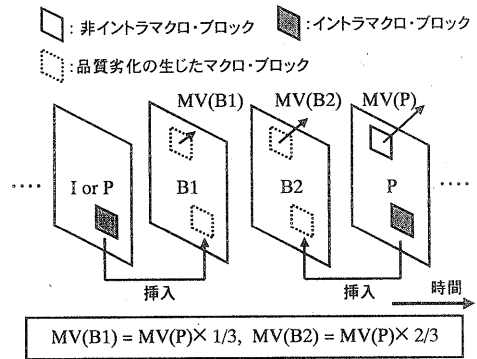 : 非イントラマクロ・ブロック
: イントラマクロ・ブロック
: 品質劣化の生じたマクロ・ブロック
MV(B1)
MV(B2)
MV(P)
I or P
B1
B2
P
挿入
挿入
時間
MV(B1) = MV(P)× 1/3, MV(B2) = MV(P)× 2/3